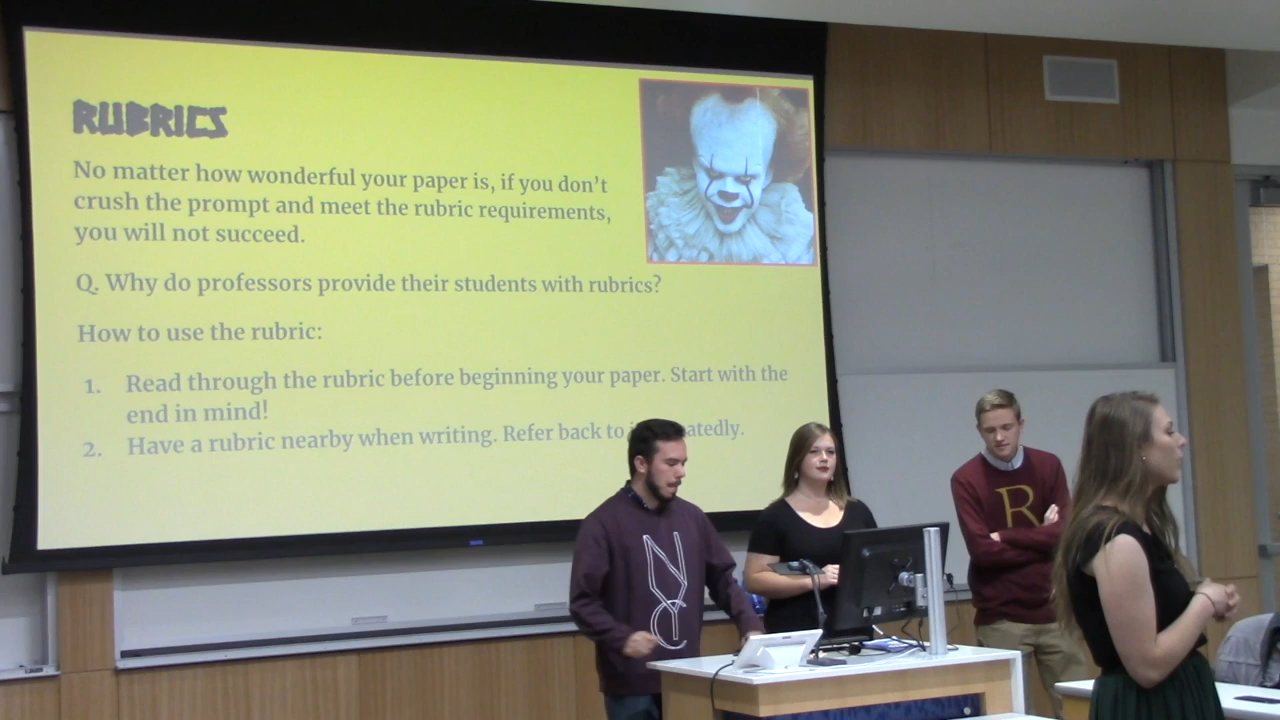 RUBRICS
No matter how wonderful your paper is, if you don't
crush the prompt and meet the rubric requirements,
you will not succeed.
Q. Why do professors provide their students with rubrics?
How to use the rubric:
1. Read through the rubric before beginning your paper. Start with the
end in mind!
2. Have a rubric nearby when writing. Refer back to
NYC
R